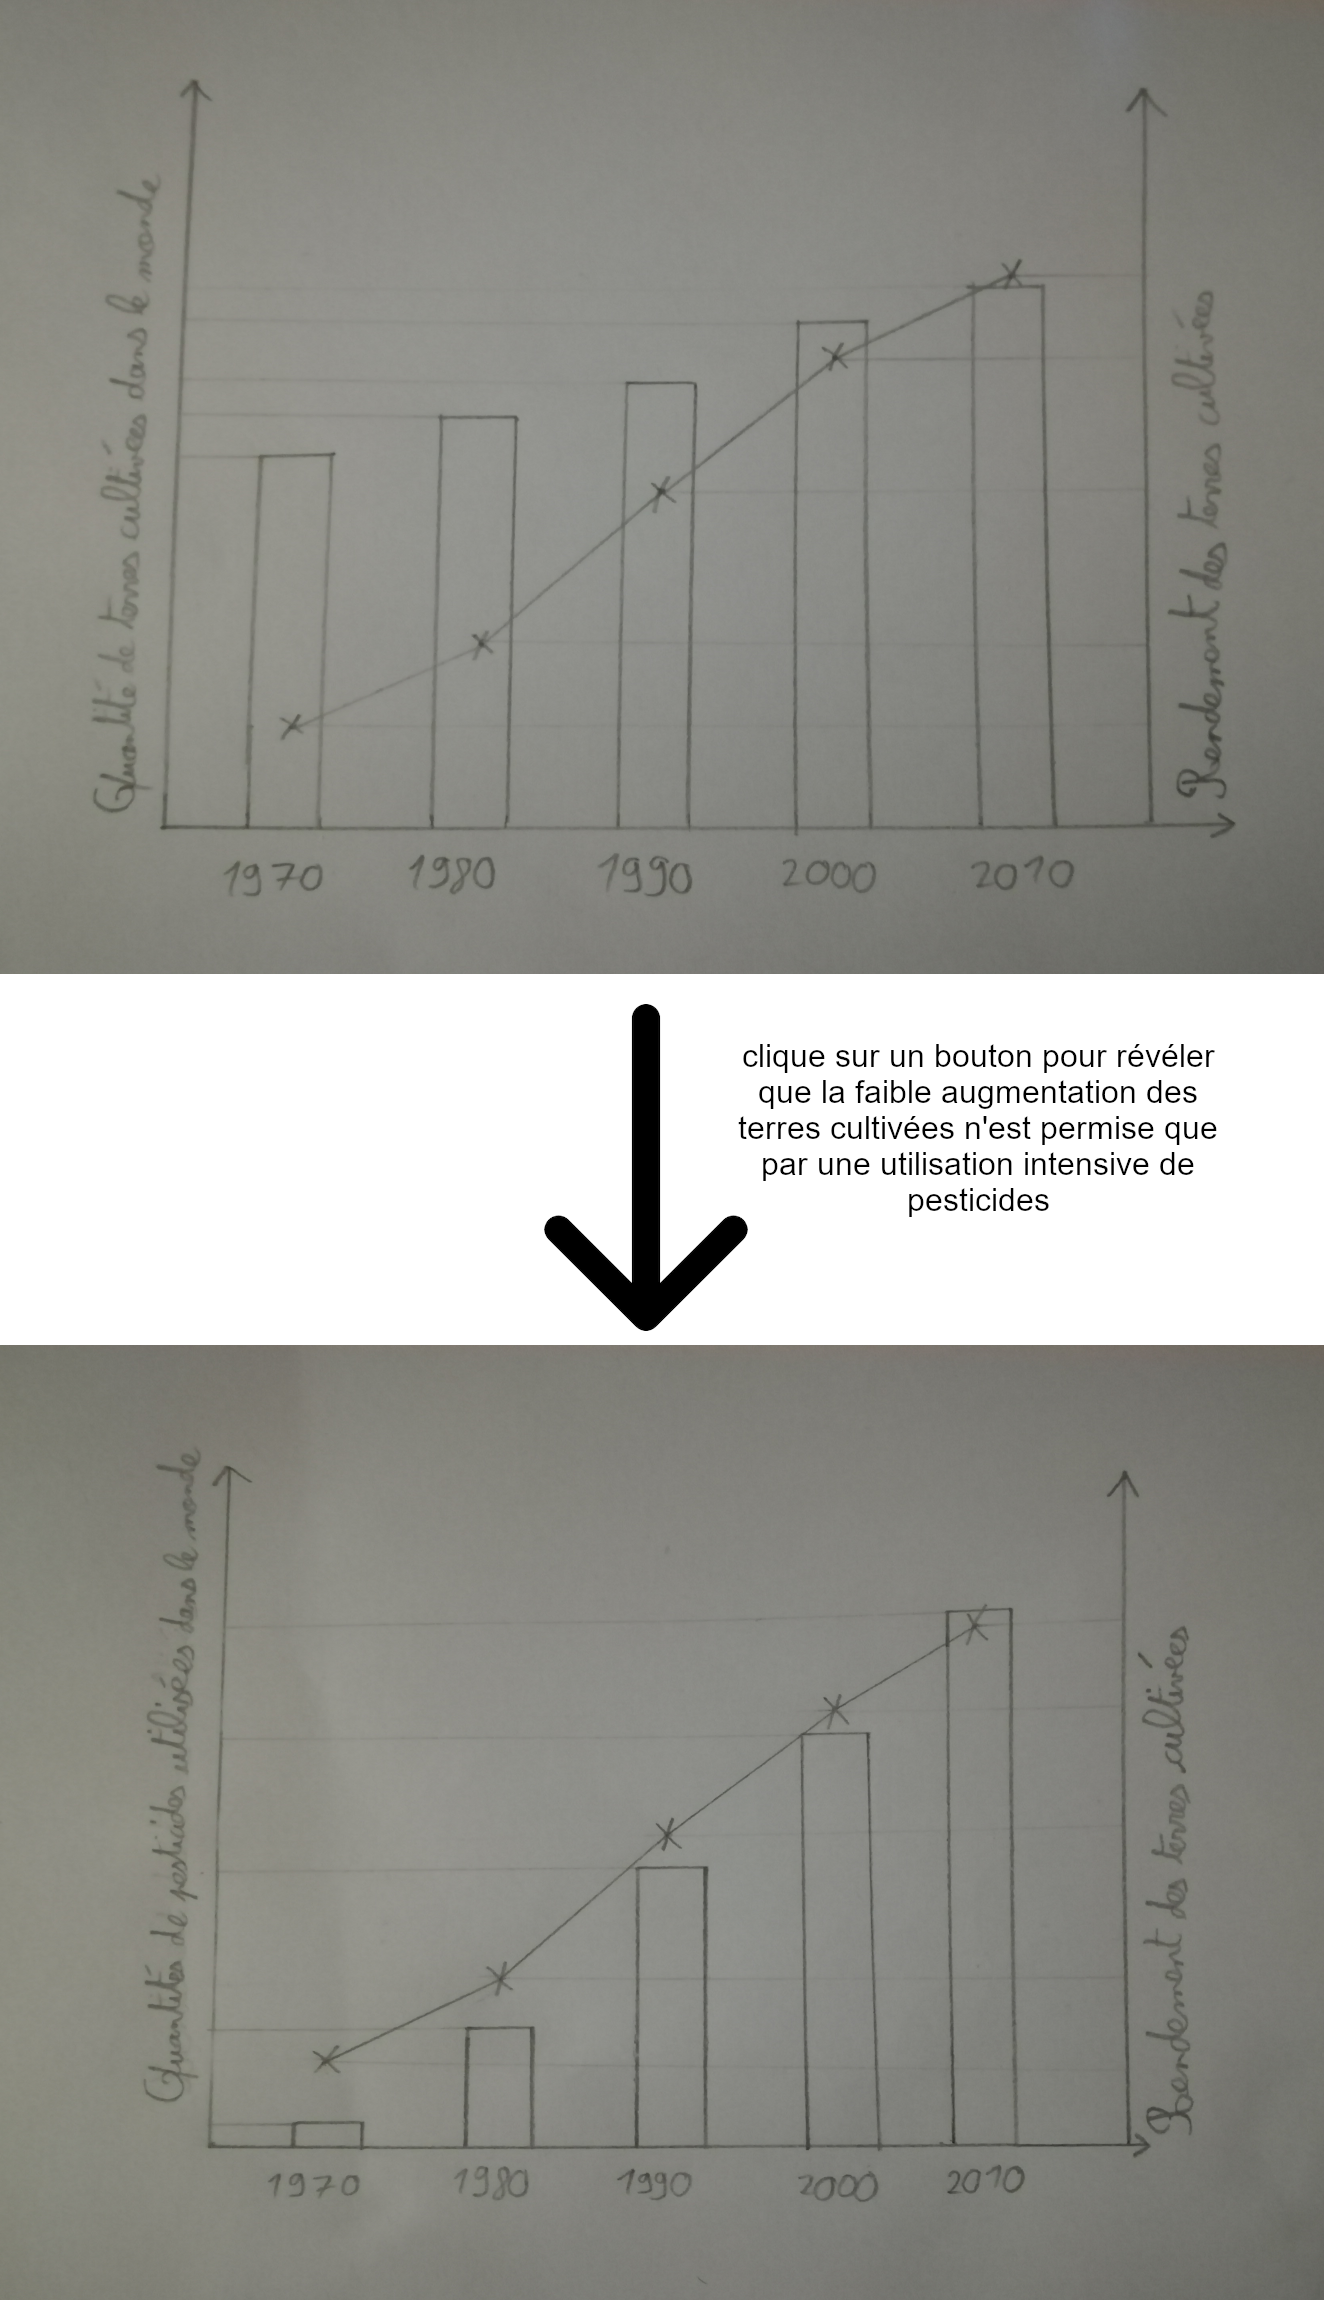 Quantité de terres cultivées dans le monde
Rendement des terres cultivées
1970 1980 1990 2000 2010
clique sur un bouton pour révéler
que la faible augmentation des
terres cultivées n'est permise que
par une utilisation intensive de
pesticides
Quantités de pesticides utilisées dans le monde
Rendement des terres cultivées
1970 1980 1990 2000 2010